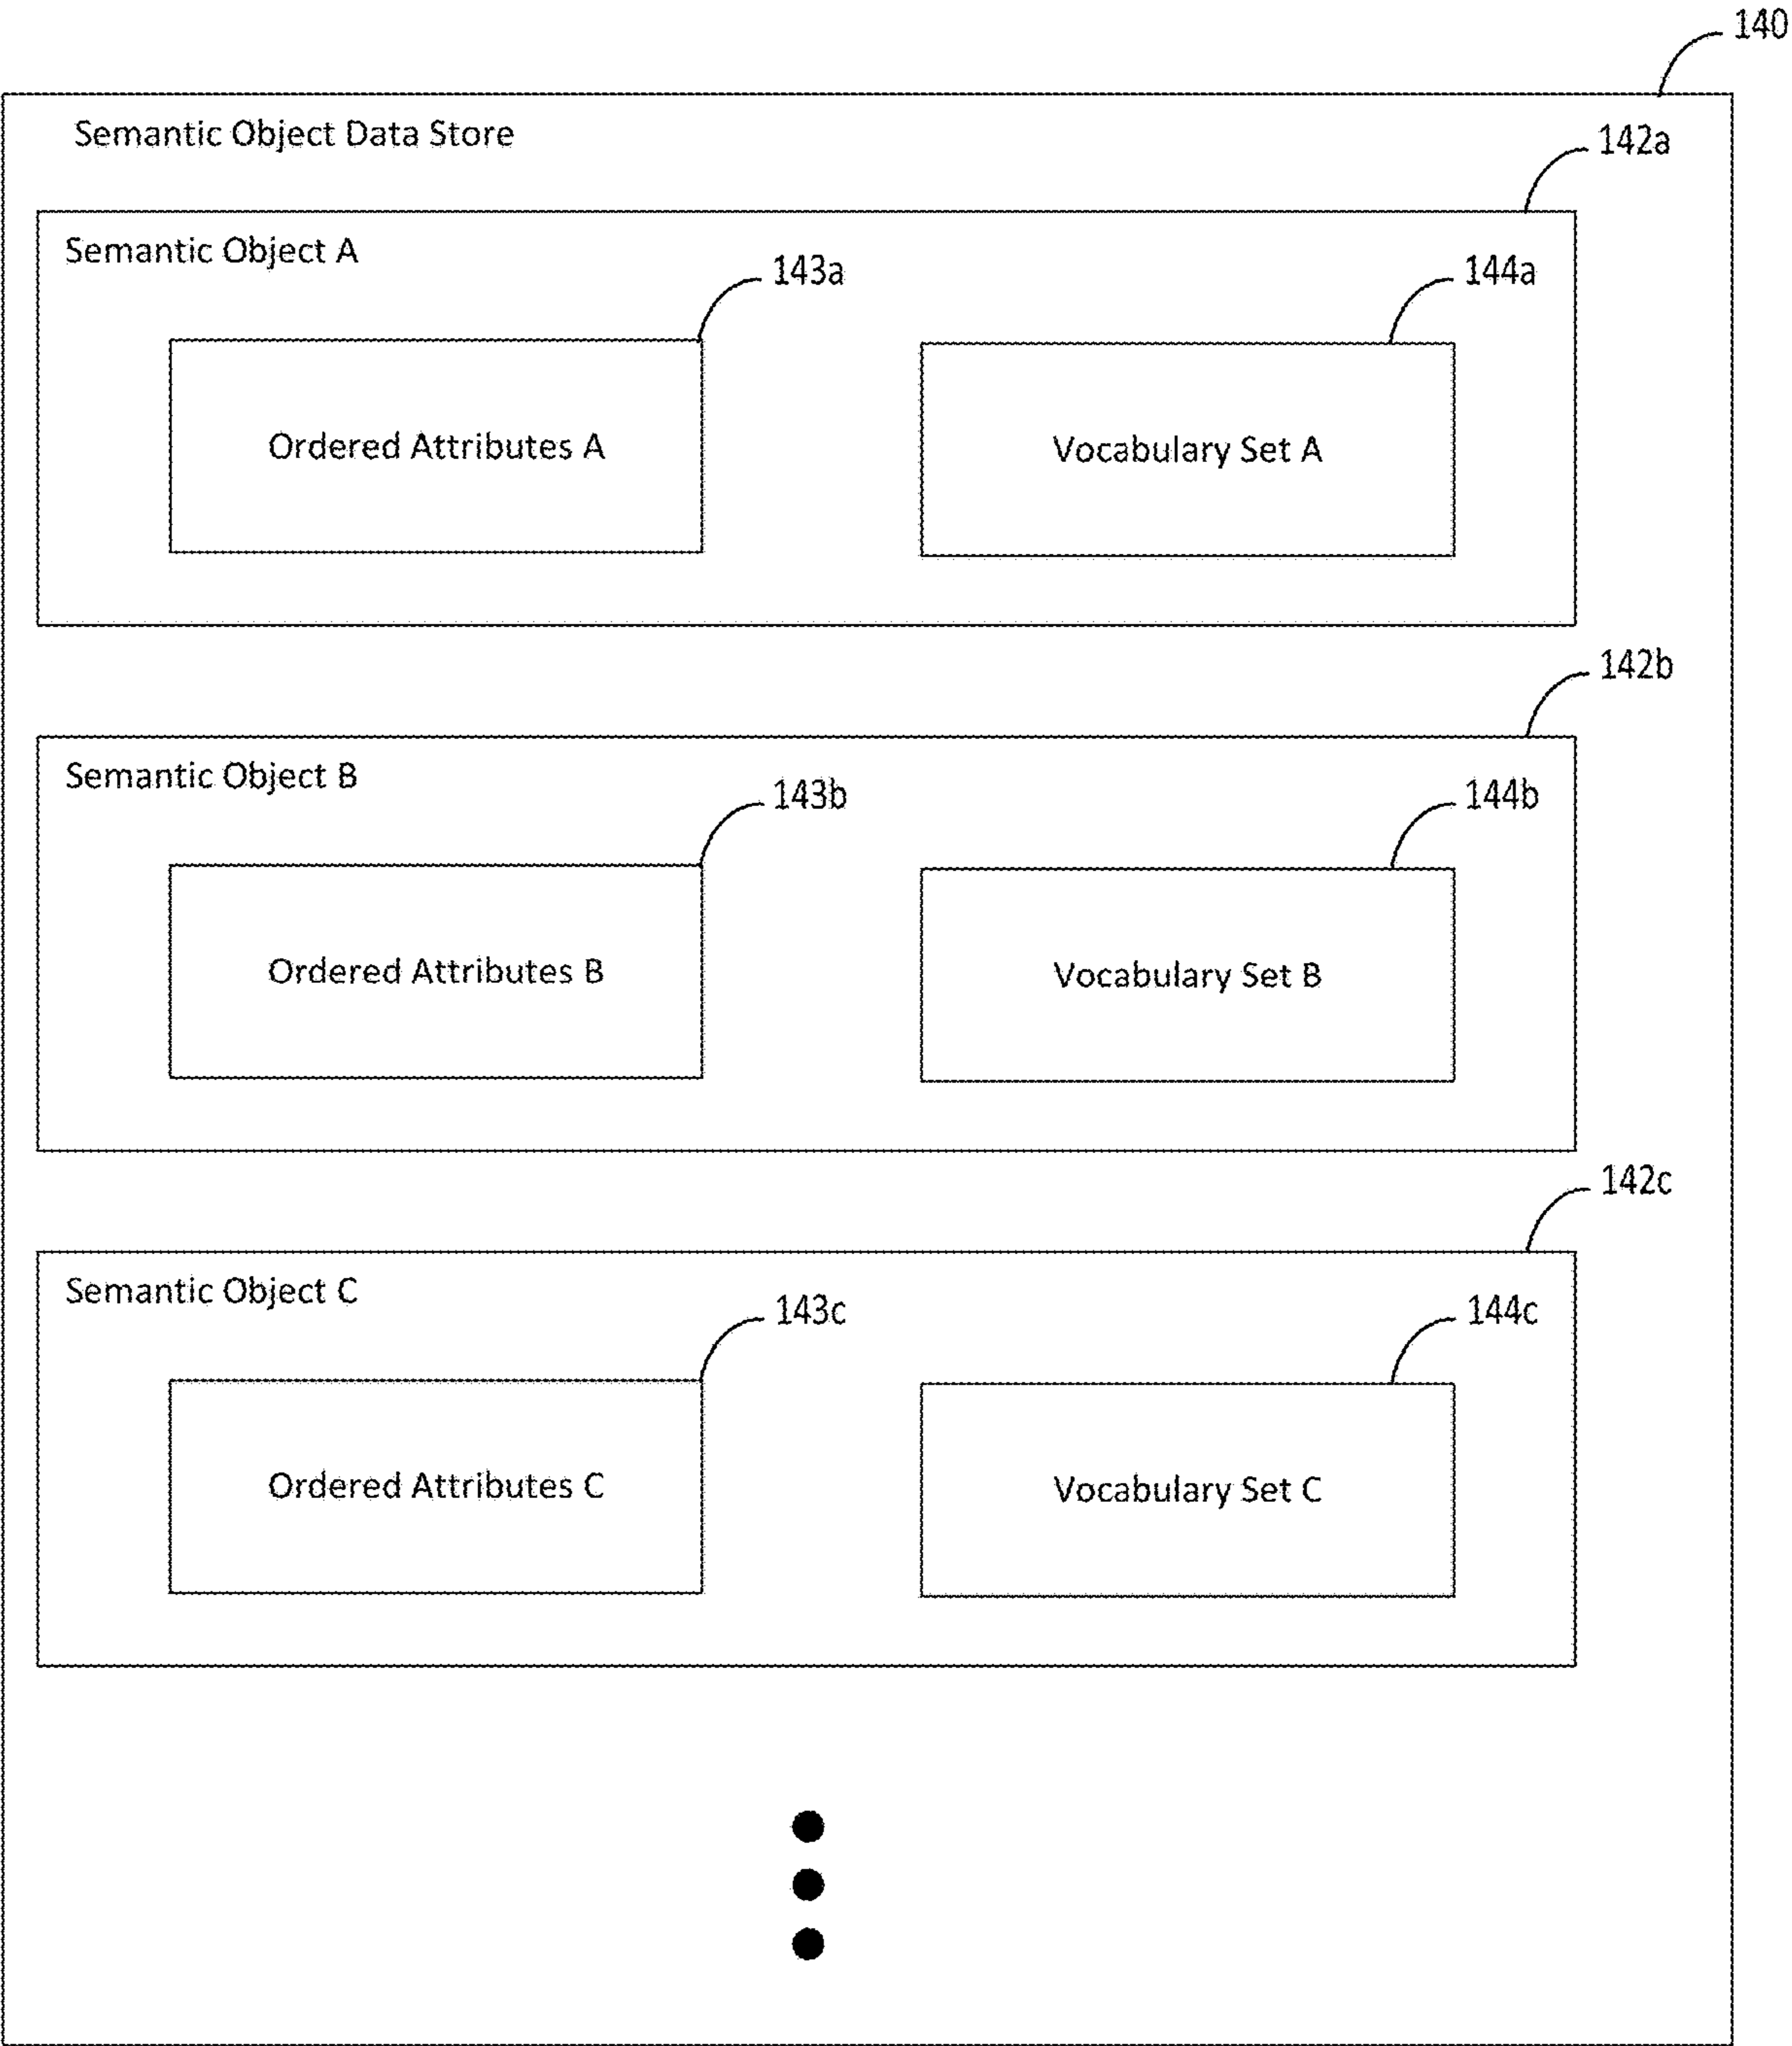 140
Semantic Object Data Store
142a
Semantic Object A
143a
144a
Ordered Attributes A
Vocabulary Set A
142b
Semantic Object B
143b
144b
Ordered Attributes B
Vocabulary Set B
142c
Semantic Object C
143c
144c
Ordered Attributes C
Vocabulary Set C